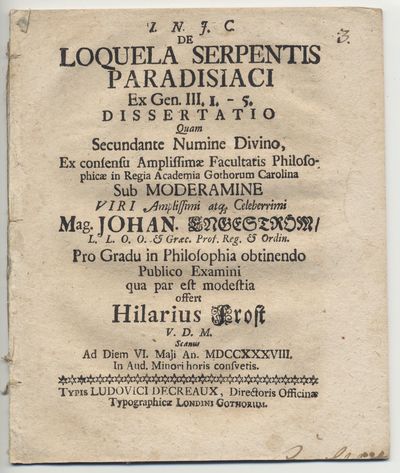 I. N. J. C.
3.
DE
LOQUELA SERPENTIS
PARADISIACI
Ex Gen. III. 1. - 5.
DISSERTATIO
Quam
Secundante Numine Divino,
Ex consensu Amplissimæ Facultatis Philoso-
phicæ in Regia Academia Gothorum Carolina
Sub MODERAMINE
VIRI Amplissimi atq; Celeberrimi
Mag. JOHAN. ENGESTRÖM/
L. L. O. O. & Græc. Prof. Reg. & Ordin.
Pro Gradu in Philosophia obtinendo
Publico Examini
qua par est modestia
offert
Hilarius Frost
V. D. M.
Scanus
Ad Diem VI. Maji An. MDCCXXXVIII.
In Aud. Minori horis consvetis.
TYPIS LUDOVICI DECREAUX, Directoris Officinæ
Typographicæ LONDINI GOTHORUM.